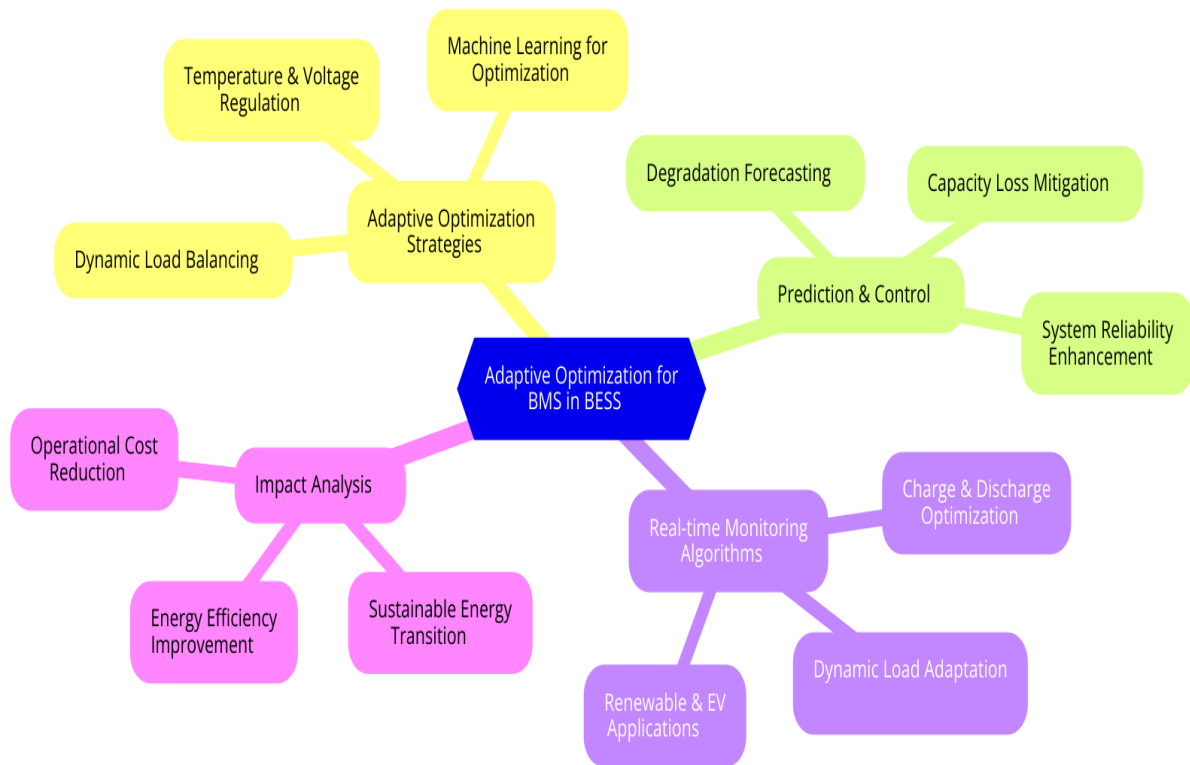 Machine Learning for
Optimization
Temperature & Voltage
Regulation
Adaptive Optimization
Strategies
Dynamic Load Balancing
Degradation Forecasting
Capacity Loss Mitigation
Prediction & Control
System Reliability
Enhancement
Adaptive Optimization for
BMS in BESS
Operational Cost
Reduction
Impact Analysis
Energy Efficiency
Improvement
Sustainable Energy
Transition
Real-time Monitoring
Algorithms
Charge & Discharge
Optimization
Dynamic Load Adaptation
Renewable & EV
Applications